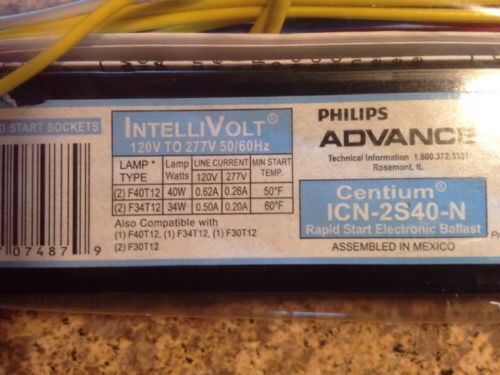 D START SOCKETS
INTELLIVOLT®
120V TO 277V 50/60Hz
LAMP * TYPE Lamp Watts LINE CURRENT 120V 277V MIN START TEMP.
(2) F40T12 40W 0.62A 0.26A 50°F
(2) F34T12 34W 0.50A 0.20A 60°F
Also Compatible with
(1) F40T12, (1) F34T12, (1) F30T12
(2) F30T12
07487 9
PHILIPS
ADVANCE
Technical Information 1.800.372.3331
Rosemont, IL
Centium®
ICN-2S40-N
Rapid Start Electronic Ballast
ASSEMBLED IN MEXICO